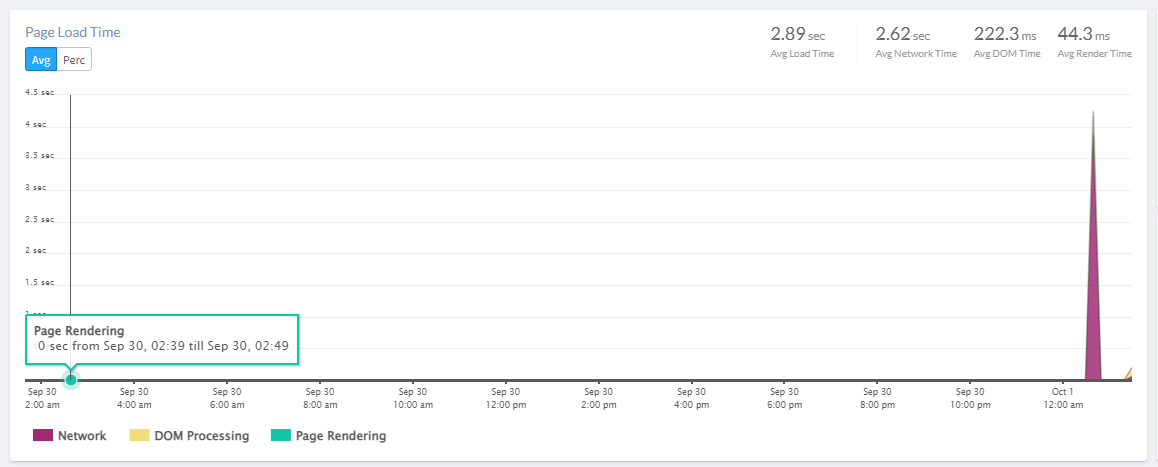 Page Load Time
Avg Perc
2.89 sec
Avg Load Time
2.62 sec
Avg Network Time
222.3 ms
Avg DOM Time
44.3 ms
Avg Render Time
4.5 sec
4 sec
3.5 sec
3 sec
2.5 sec
2 sec
1.5 sec
1 sec
Page Rendering
0 sec from Sep 30, 02:39 till Sep 30, 02:49
Sep 30 Sep 30 Sep 30 Sep 30 Sep 30 Sep 30 Sep 30 Sep 30 Sep 30 Sep 30 Sep 30 Oct 1
2:00 am 4:00 am 6:00 am 8:00 am 10:00 am 12:00 pm 2:00 pm 4:00 pm 6:00 pm 8:00 pm 10:00 pm 12:00 am
Network DOM Processing Page Rendering